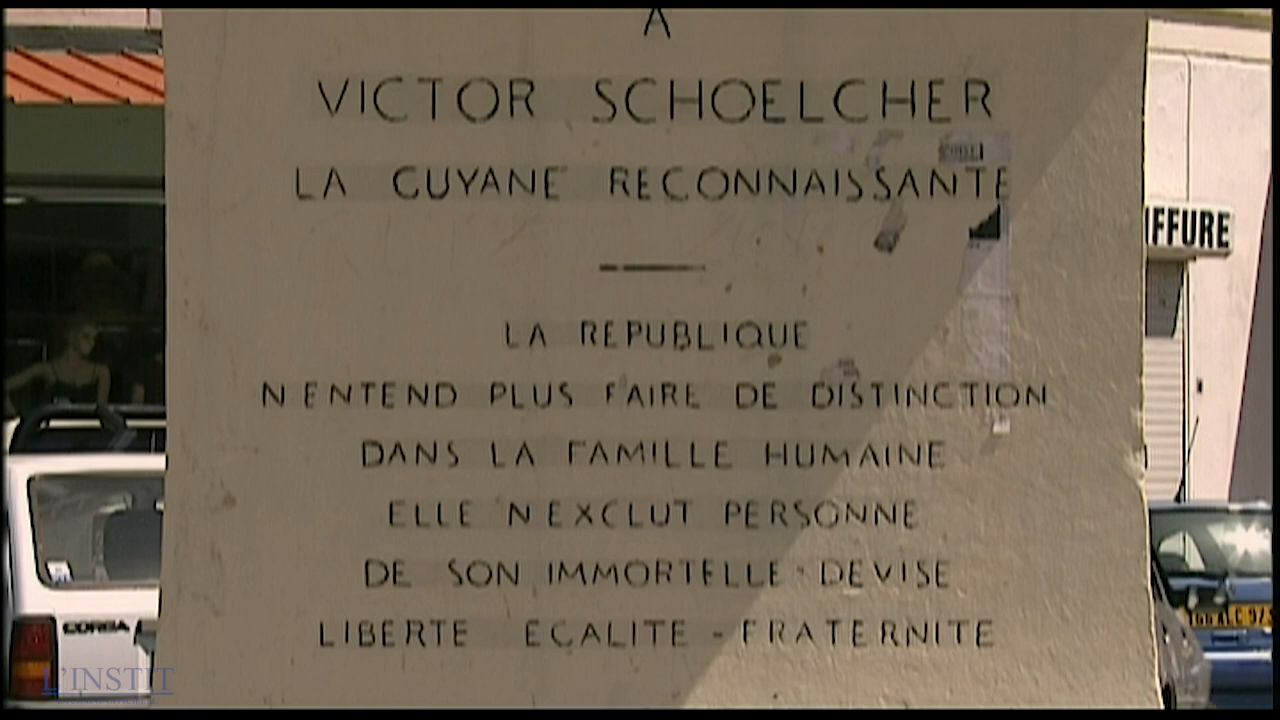 A
VICTOR SCHOELCHER
LA GUYANE RECONNAISSANTE
LA REPUBLIQUE
N ENTEND PLUS FAIRE DE DISTINCTION
DANS LA FAMILLE HUMAINE
ELLE N'EXCLUT PERSONNE
DE SON IMMORTELLE DEVISE
LIBERTE EGALITE - FRATERNITE
IFFURE
CORSA
L'INSTIT